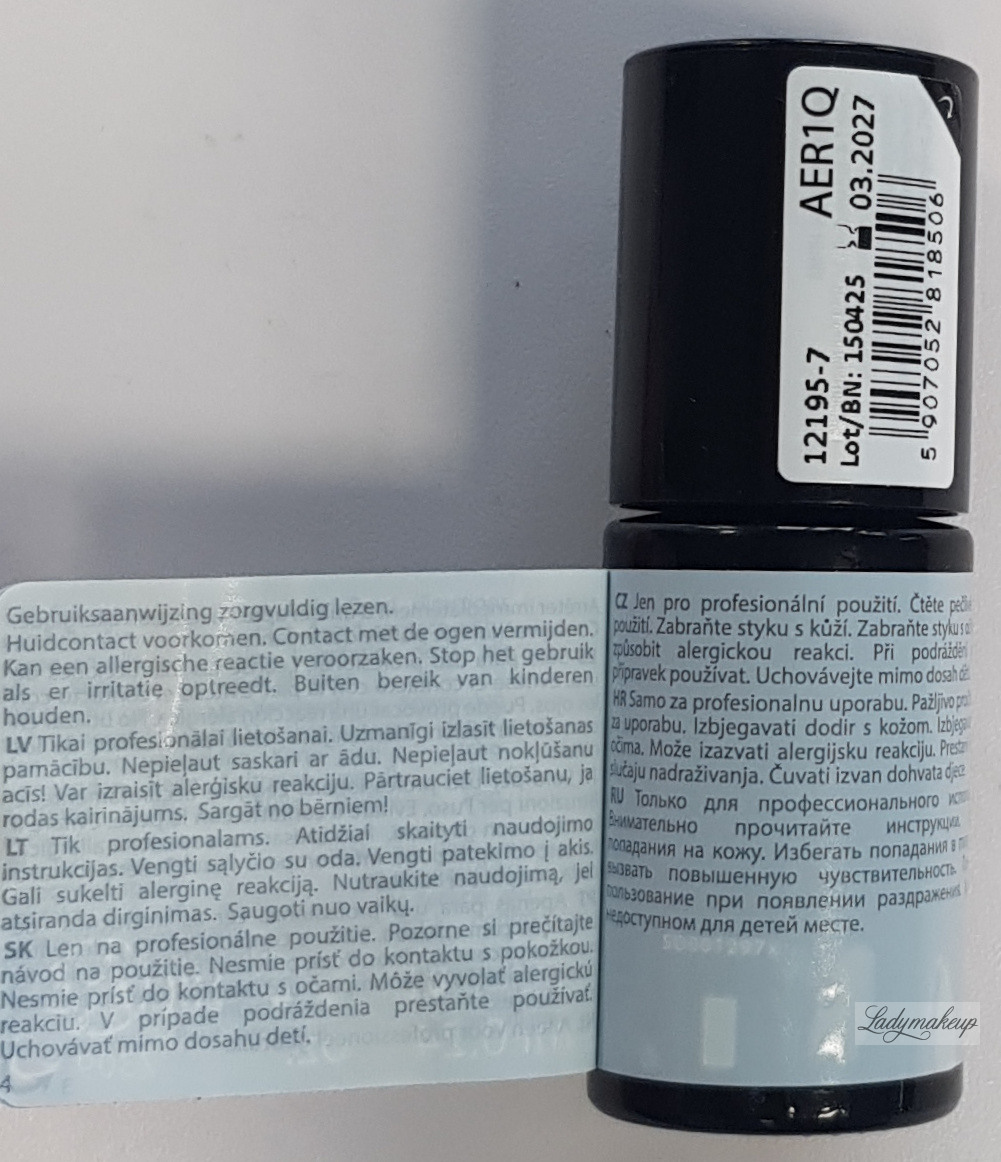 12195-7 AER1Q
Lot/BN: 150425 03.2027
5 907052 818506
Gebruiksaanwijzing zorgvuldig lezen.
Huidcontact voorkomen. Contact met de ogen vermijden.
Kan een allergische reactie veroorzaken. Stop het gebruik
als er irritatie optreedt. Buiten bereik van kinderen
houden.
LV Tikai profesionālai lietošanai. Uzmanīgi izlasīt lietošanas
pamācību. Nepieļaut saskari ar ādu. Nepieļaut nokļūšanu
acīs! Var izraisīt alerģisku reakciju. Pārtrauciet lietošanu, ja
rodas kairinājums. Sargāt no bērniem!
LT Tik profesionalams. Atidžiai skaityti naudojimo
instrukcijas. Vengti sąlyčio su oda. Vengti patekimo į akis.
Gali sukelti alerginę reakciją. Nutraukite naudojimą, jei
atsiranda dirginimas. Saugoti nuo vaikų.
SK Len na profesionálne použitie. Pozorne si prečítajte
návod na použitie. Nesmie prísť do kontaktu s pokožkou.
Nesmie prísť do kontaktu s očami. Môže vyvolať alergickú
reakciu. V prípade podráždenia prestaňte používať.
Uchovávať mimo dosahu detí.
4
CZ Jen pro profesionální použití. Čtěte
použití. Zabraňte styku s kůží. Zabraňte styku s
způsobit alergickou reakci. Při podráždění
přípravek používat. Uchovávejte mimo dosah
HR Samo za profesionalnu uporabu. Pažljivo
za uporabu. Izbjegavati dodir s kožom.
očima. Može izazvati alergijsku reakciju.
slučaju nadraživanja. Čuvati izvan dohvata djece.
RU Только для профессионального
Внимательно прочитайте инструкции.
попадания на кожу. Избегать попадания в
вызвать повышенную чувствительность.
пользование при появлении раздражения.
недоступном для детей месте.
Ladymakeup